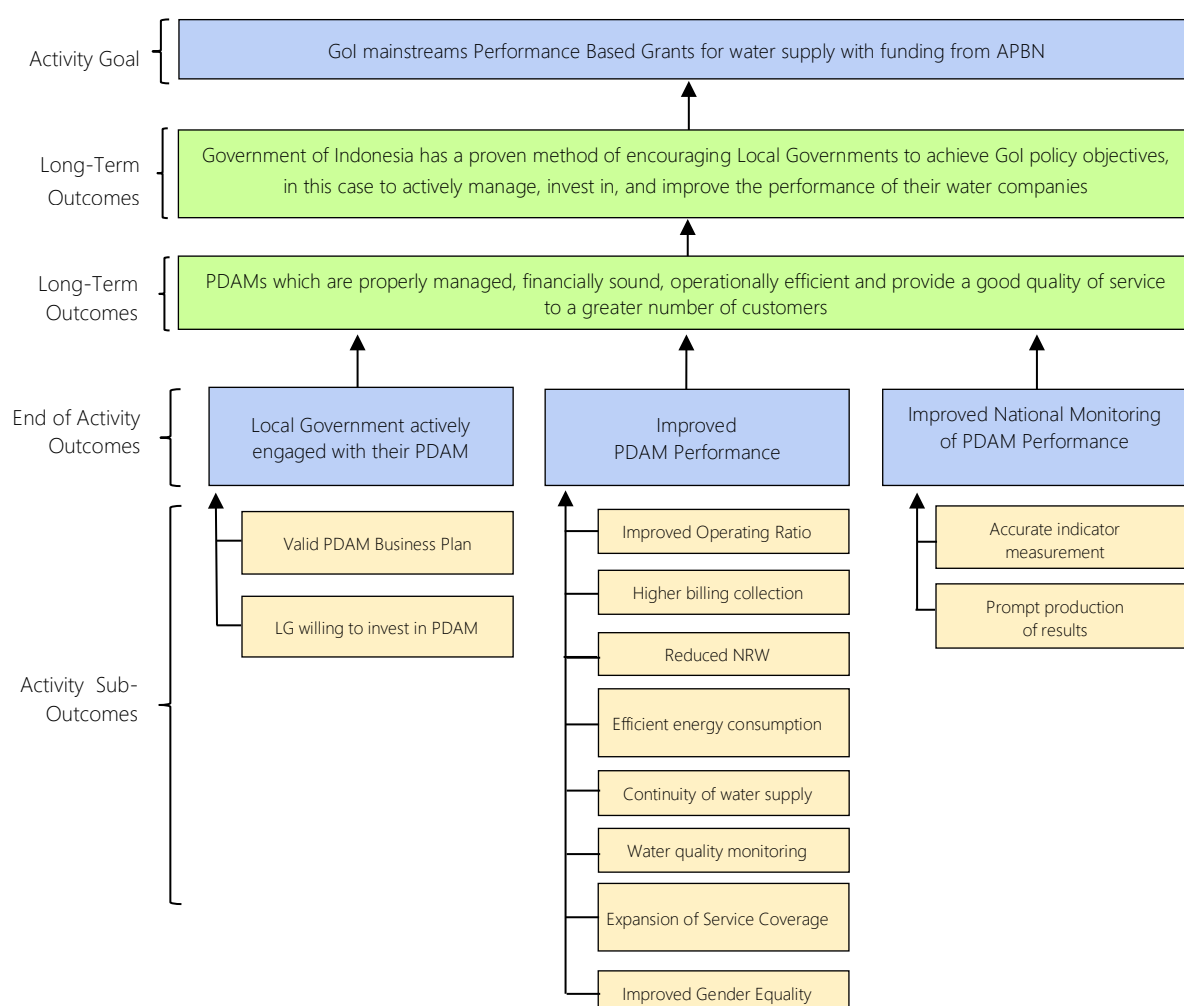 Activity Goal
GoI mainstreams Performance Based Grants for water supply with funding from APBN
Long-Term
Outcomes
Government of Indonesia has a proven method of encouraging Local Governments to achieve GoI policy objectives,
in this case to actively manage, invest in, and improve the performance of their water companies
Long-Term
Outcomes
PDAMs which are properly managed, financially sound, operationally efficient and provide a good quality of service
to a greater number of customers
End of Activity
Outcomes
Local Government actively
engaged with their PDAM
Improved
PDAM Performance
Improved National Monitoring
of PDAM Performance
Activity Sub-
Outcomes
Valid PDAM Business Plan
LG willing to invest in PDAM
Improved Operating Ratio
Higher billing collection
Reduced NRW
Efficient energy consumption
Continuity of water supply
Water quality monitoring
Expansion of Service Coverage
Improved Gender Equality
Accurate indicator
measurement
Prompt production
of results